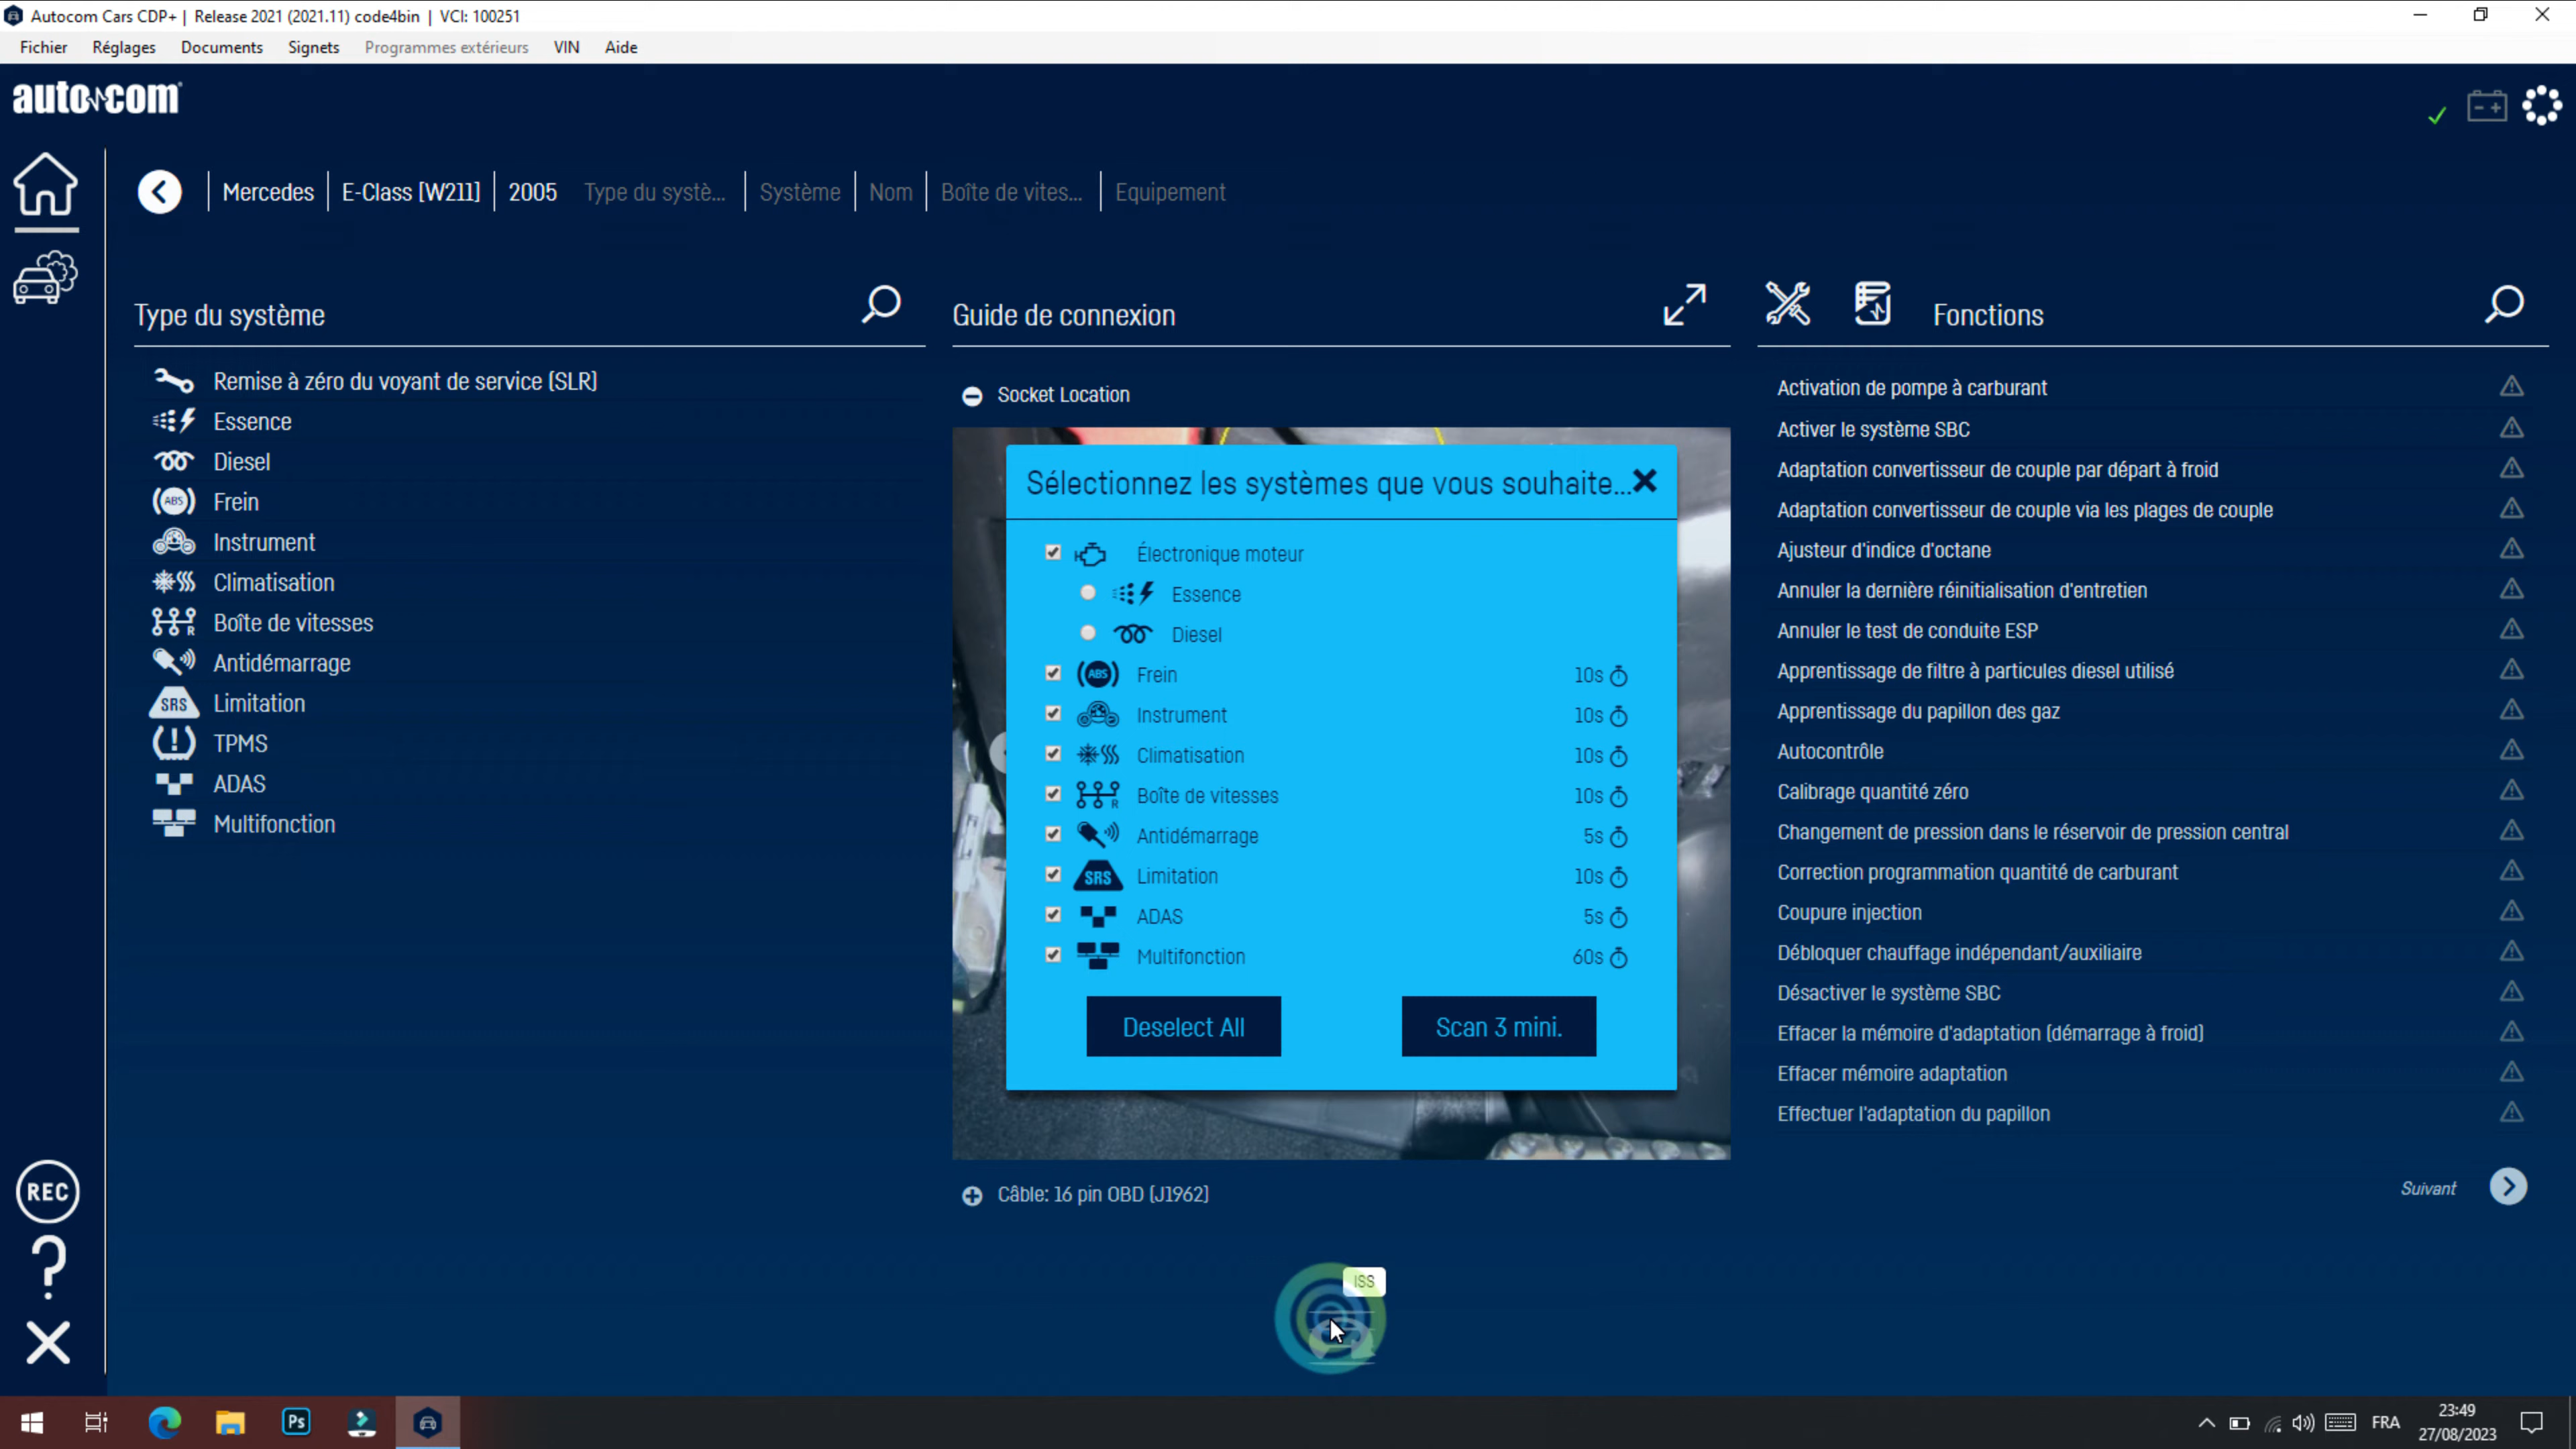 Autocom Cars CDP+ | Release 2021 (2021.11) code4bin | VCI: 100251
Fichier Réglages Documents Signets Programmes extérieurs VIN Aide
autocom
Mercedes E-Class [W211] 2005 Type du systè... Système Nom Boîte de vites... Equipement
Type du système
Remise à zéro du voyant de service (SLR)
Essence
Diesel
ABS Frein
Instrument
Climatisation
R Boîte de vitesses
Antidémarrage
SRS Limitation
TPMS
ADAS
Multifonction
REC
Guide de connexion
Socket Location
Sélectionnez les systèmes que vous souhaite...
Électronique moteur
Essence
Diesel
ABS Frein 10s
Instrument 10s
Climatisation 10s
R Boîte de vitesses 10s
Antidémarrage 5s
SRS Limitation 10s
ADAS 5s
Multifonction 60s
Deselect All Scan 3 mini.
Câble: 16 pin OBD (J1962)
ISS
Fonctions
Activation de pompe à carburant
Activer le système SBC
Adaptation convertisseur de couple par départ à froid
Adaptation convertisseur de couple via les plages de couple
Ajusteur d'indice d'octane
Annuler la dernière réinitialisation d'entretien
Annuler le test de conduite ESP
Apprentissage de filtre à particules diesel utilisé
Apprentissage du papillon des gaz
Autocontrôle
Calibrage quantité zéro
Changement de pression dans le réservoir de pression central
Correction programmation quantité de carburant
Coupure injection
Débloquer chauffage indépendant/auxiliaire
Désactiver le système SBC
Effacer la mémoire d'adaptation (démarrage à froid)
Effacer mémoire adaptation
Effectuer l'adaptation du papillon
Suivant
Ps
FRA
23:49
27/08/2023